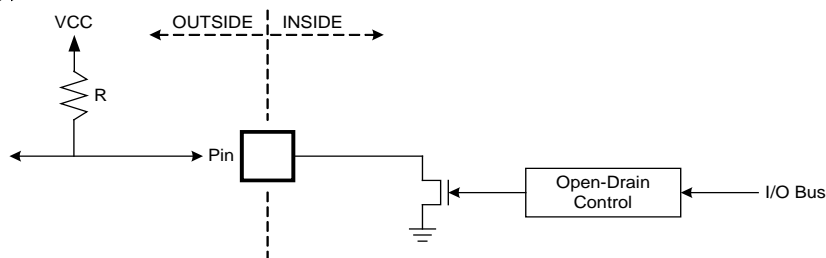 VCC
OUTSIDE
INSIDE
R
Pin
Open-Drain
Control
I/O Bus